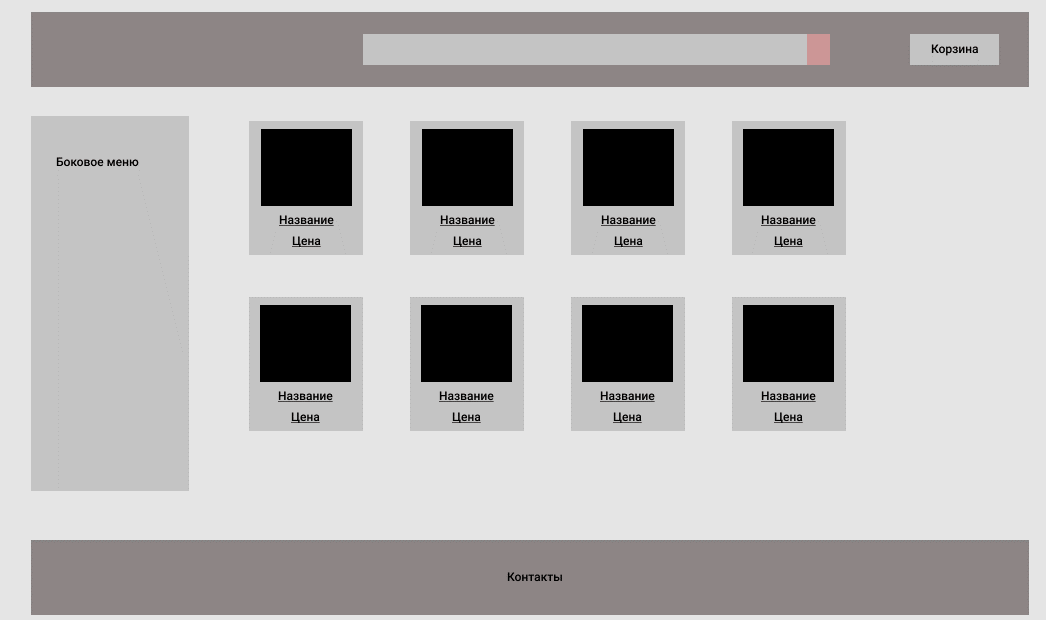 Корзина
Боковое меню
Название
Цена
Название
Цена
Название
Цена
Название
Цена
Название
Цена
Название
Цена
Название
Цена
Название
Цена
Контакты